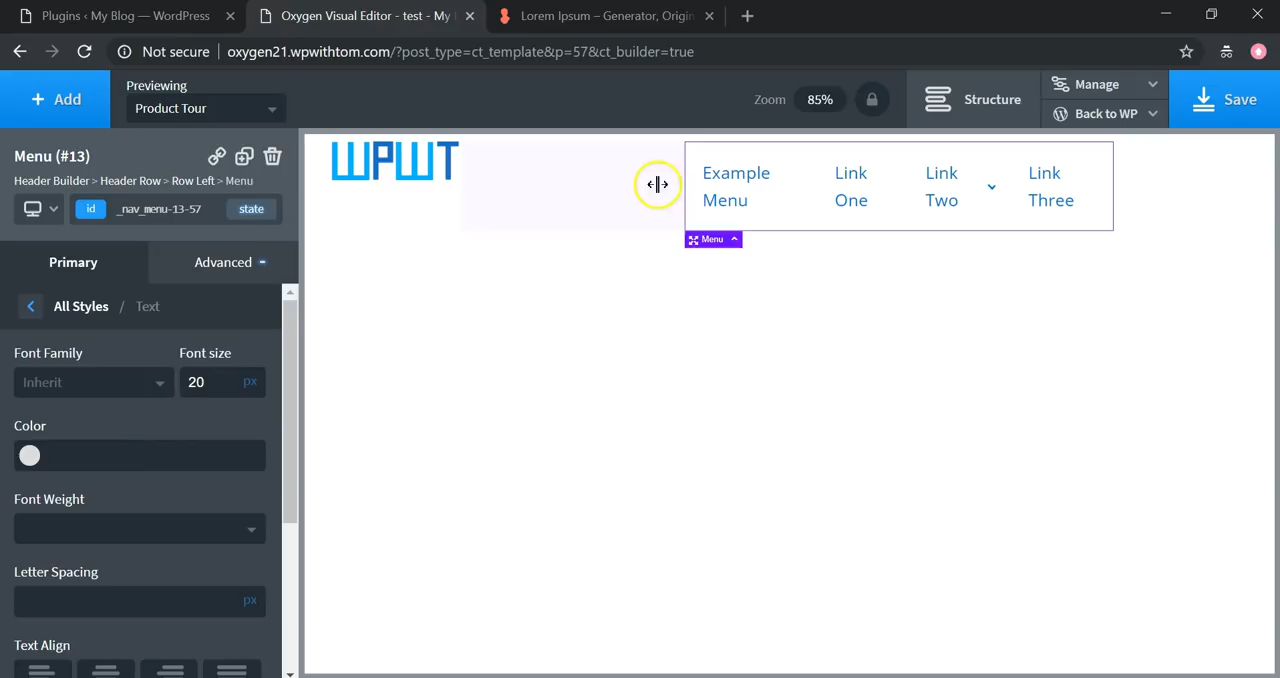 Plugins ‹ My Blog — WordPress
Oxygen Visual Editor - test - My
Lorem Ipsum – Generator, Origin
Not secure
oxygen21.wpwithtom.com/?post_type=ct_template&p=57&ct_builder=true
+ Add
Previewing
Product Tour
Zoom
85%
Structure
Manage
Back to WP
Save
Menu (#13)
Header Builder > Header Row > Row Left > Menu
id
_nav_menu-13-57
state
Primary
Advanced
All Styles / Text
Font Family
Font size
Inherit
20
px
Color
Font Weight
Letter Spacing
px
Text Align
WPWT
Example
Menu
Link
One
Link
Two
Link
Three
Menu